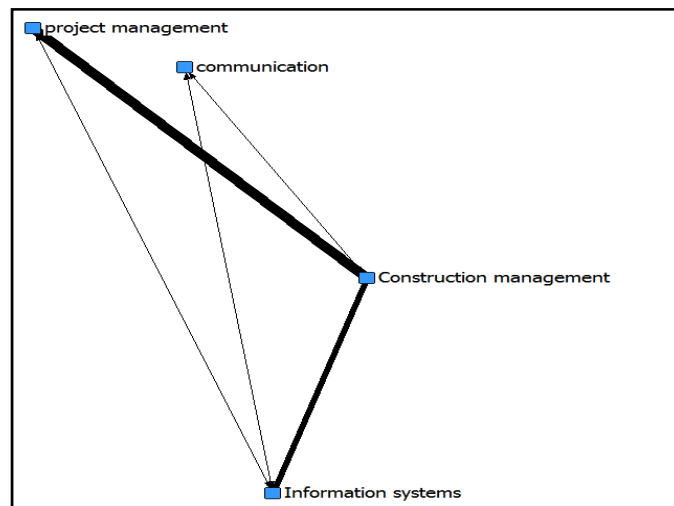 project management
communication
Construction management
Information systems